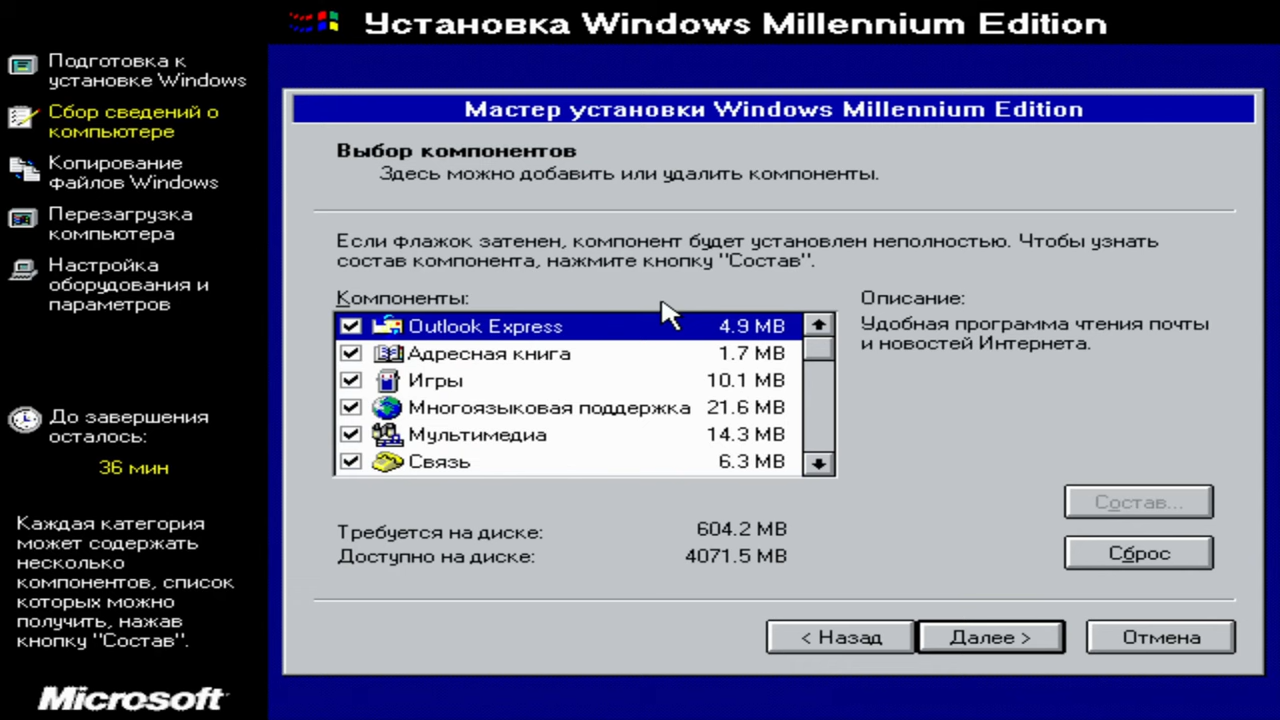 Установка Windows Millennium Edition
Подготовка к
установке Windows
Сбор сведений о
компьютере
Копирование
файлов Windows
Перезагрузка
компьютера
Настройка
оборудования и
параметров
До завершения
осталось:
36 мин
Каждая категория
может содержать
несколько
компонентов, список
которых можно
получить, нажав
кнопку "Состав".
Microsoft
Мастер установки Windows Millennium Edition
Выбор компонентов
Здесь можно добавить или удалить компоненты.
Если флажок затенен, компонент будет установлен неполностью. Чтобы узнать
состав компонента, нажмите кнопку "Состав".
Компоненты:
Outlook Express 4.9 MB
Адресная книга 1.7 MB
Игры 10.1 MB
Многоязыковая поддержка 21.6 MB
Мультимедиа 14.3 MB
Связь 6.3 MB
Описание:
Удобная программа чтения почты
и новостей Интернета.
Требуется на диске: 604.2 MB
Доступно на диске: 4071.5 MB
Состав...
Сброс
< Назад
Далее >
Отмена